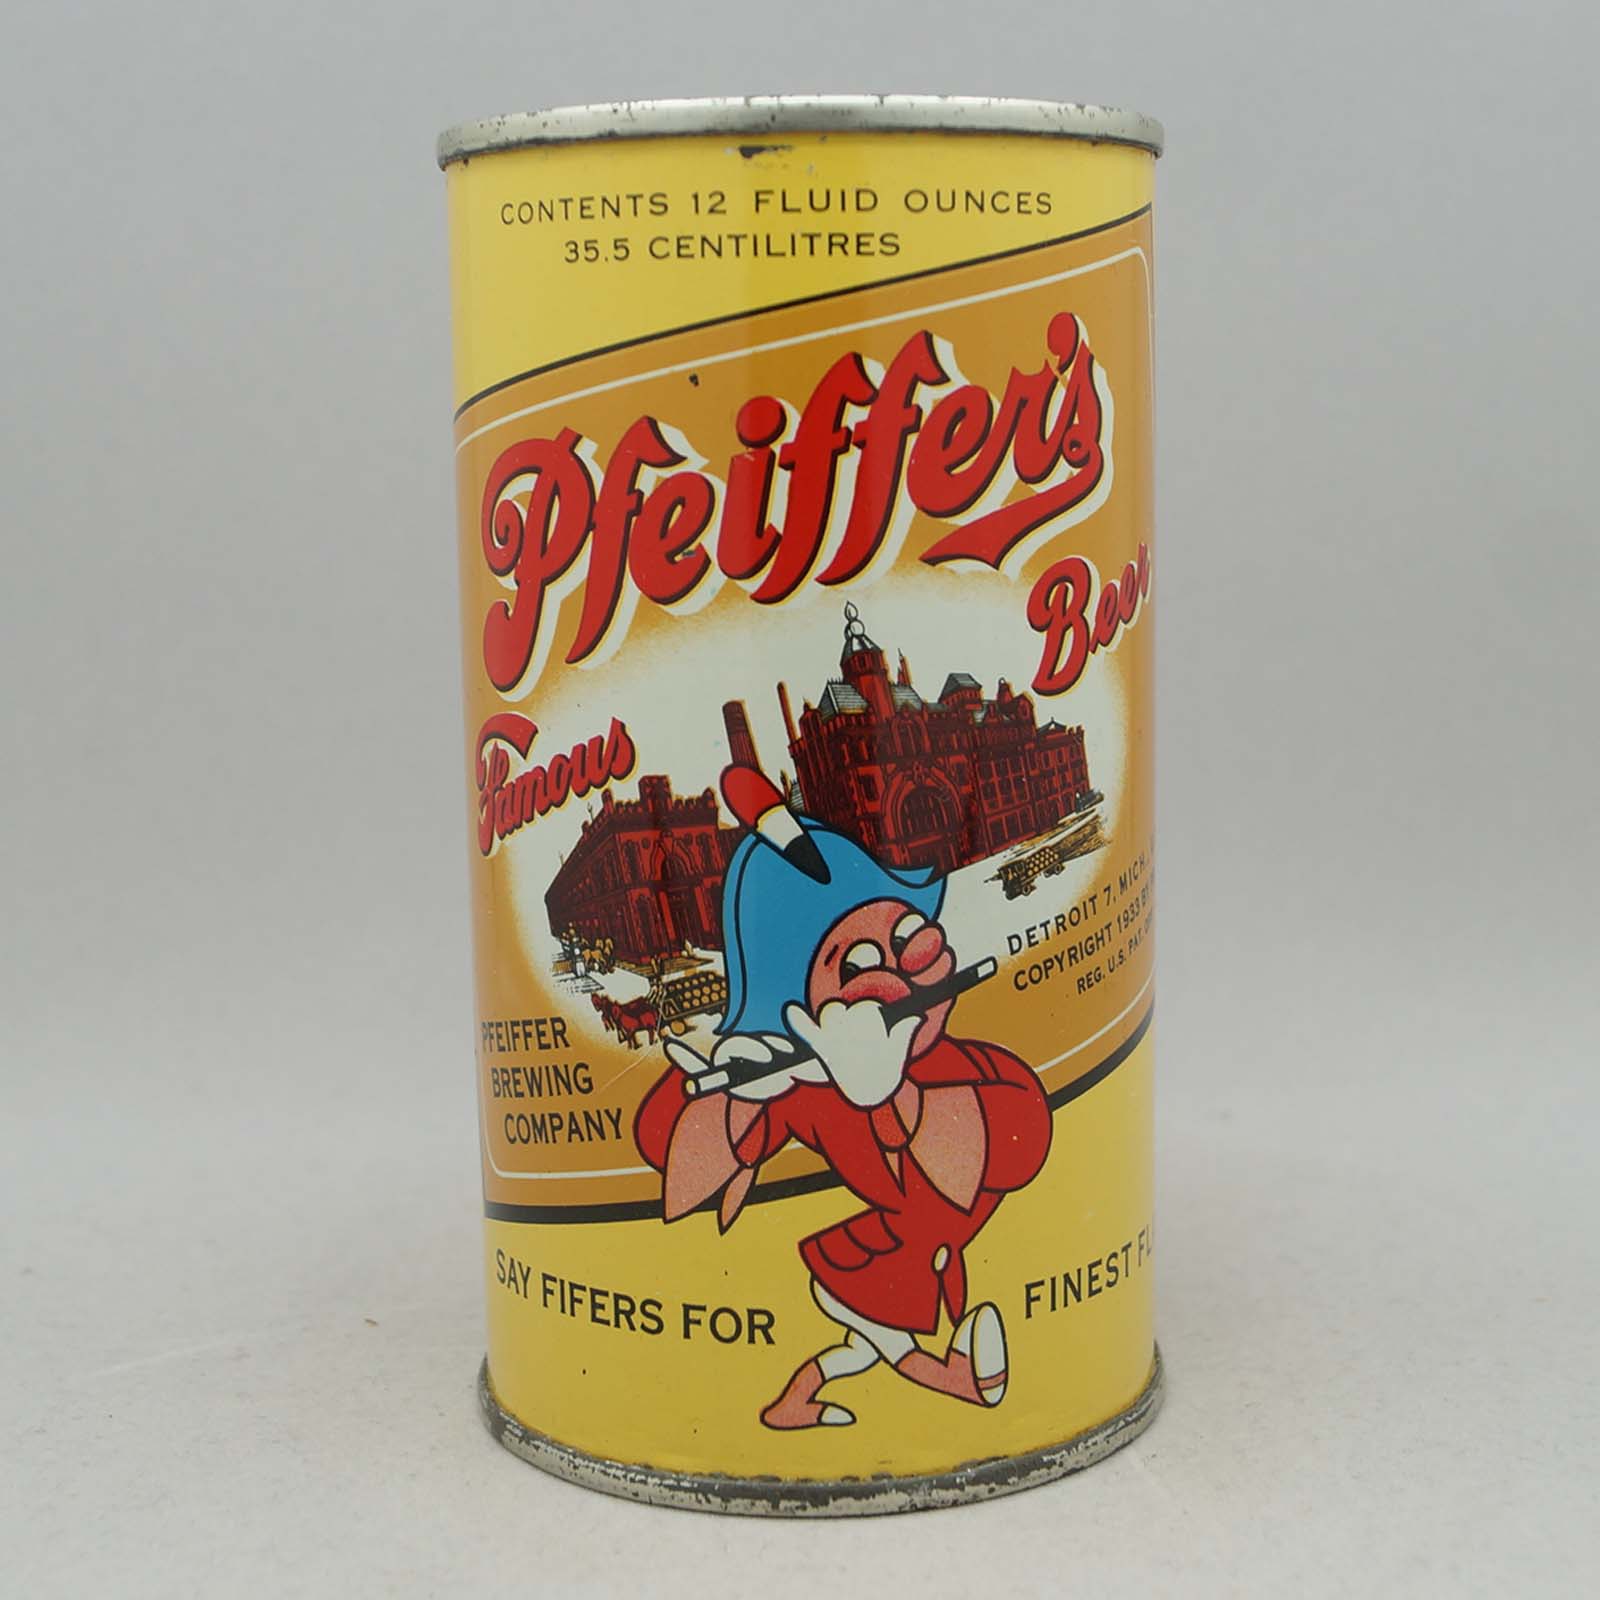 CONTENTS 12 FLUID OUNCES
35.5 CENTILITRES
Pfeiffer's
Famous
Beer
DETROIT 7, MICH.,
COPYRIGHT 1933 BY
REG. U.S. PAT.
PFEIFFER
BREWING
COMPANY
SAY FIFERS FOR
FINEST